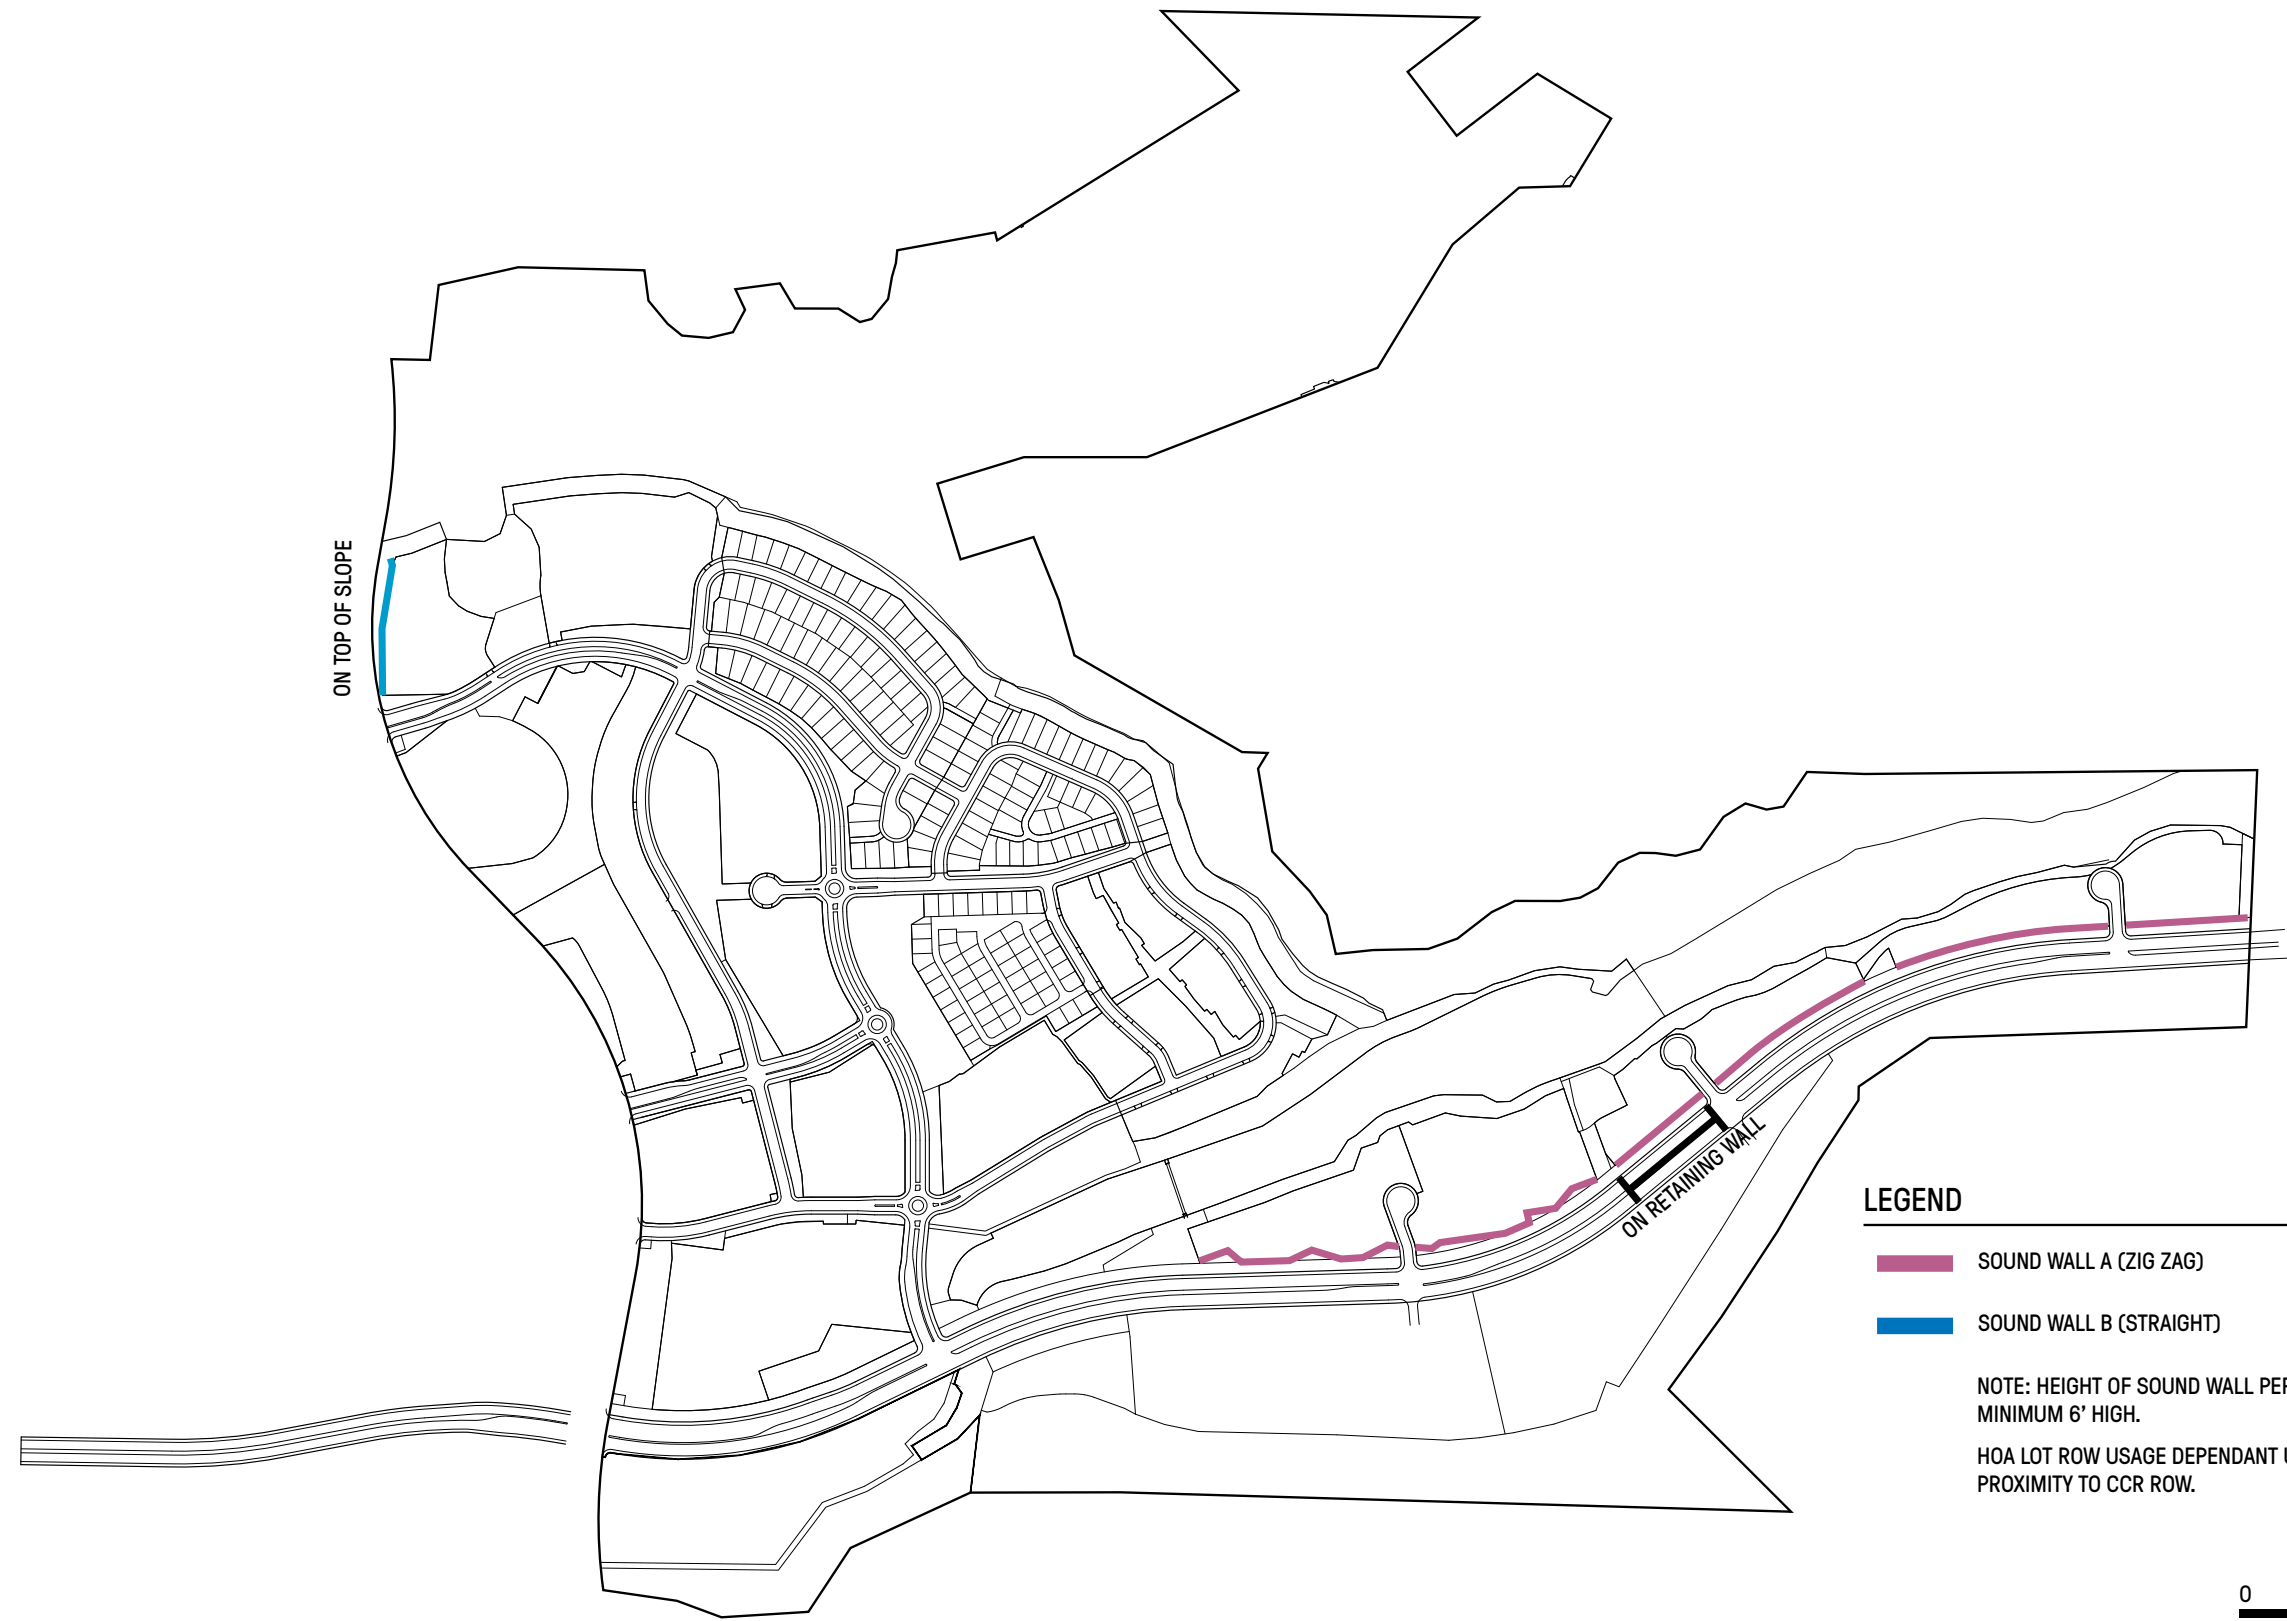 ON TOP OF SLOPE
ON RETAINING WALL
LEGEND
SOUND WALL A (ZIG ZAG)
SOUND WALL B (STRAIGHT)
NOTE: HEIGHT OF SOUND WALL PER
MINIMUM 6’ HIGH.
HOA LOT ROW USAGE DEPENDANT
PROXIMITY TO CCR ROW.
0